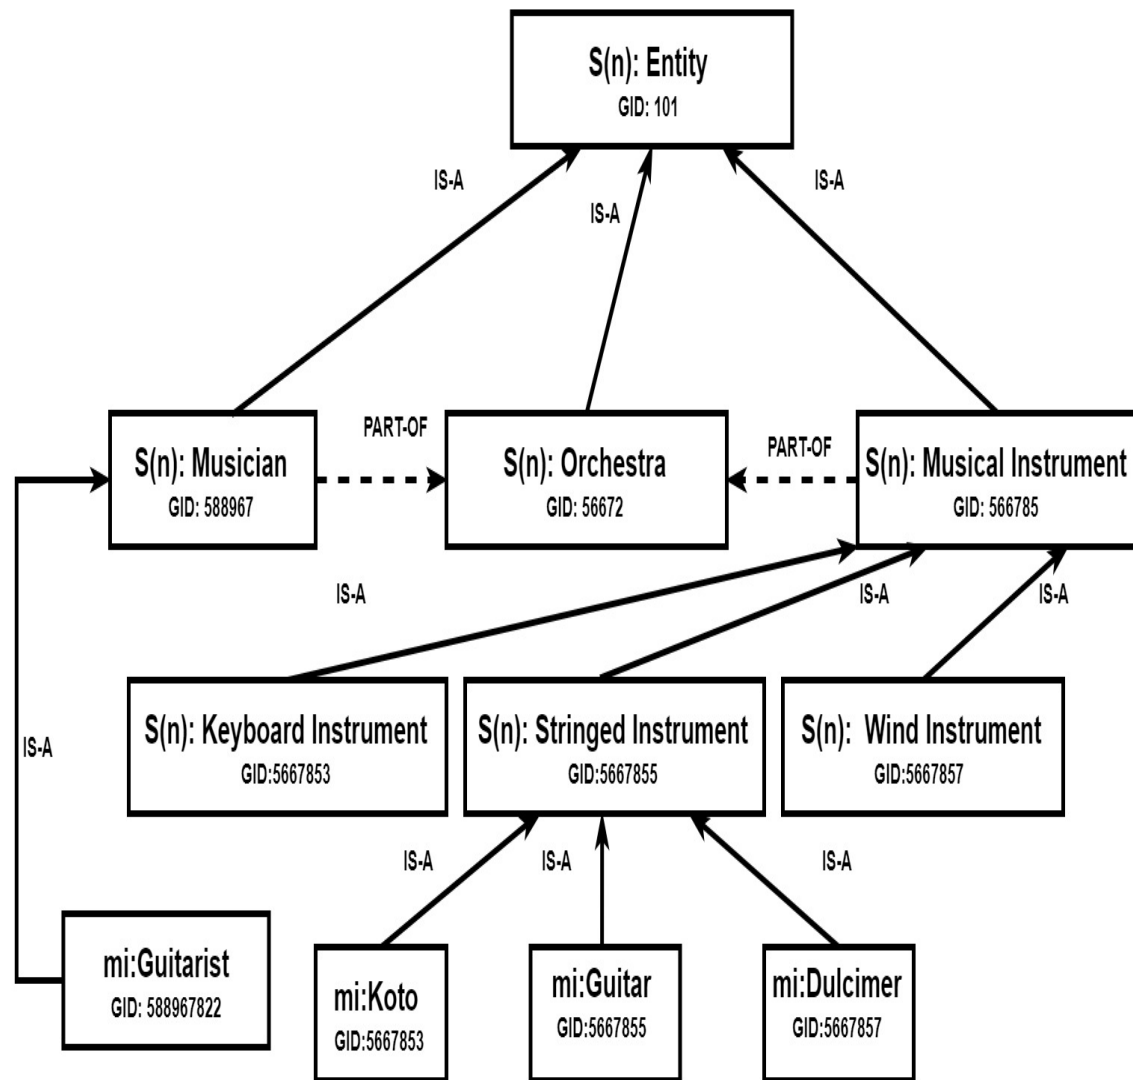 S(n): Entity
GID: 101
IS-A
IS-A
IS-A
PART-OF
PART-OF
S(n): Musician
GID: 588967
S(n): Orchestra
GID: 56672
S(n): Musical Instrument
GID: 566785
IS-A
IS-A
IS-A
S(n): Keyboard Instrument
GID:5667853
S(n): Stringed Instrument
GID:5667855
S(n): Wind Instrument
GID:5667857
IS-A
IS-A
IS-A
IS-A
mi:Guitarist
GID: 588967822
mi:Koto
GID:5667853
mi:Guitar
GID:5667855
mi:Dulcimer
GID:5667857